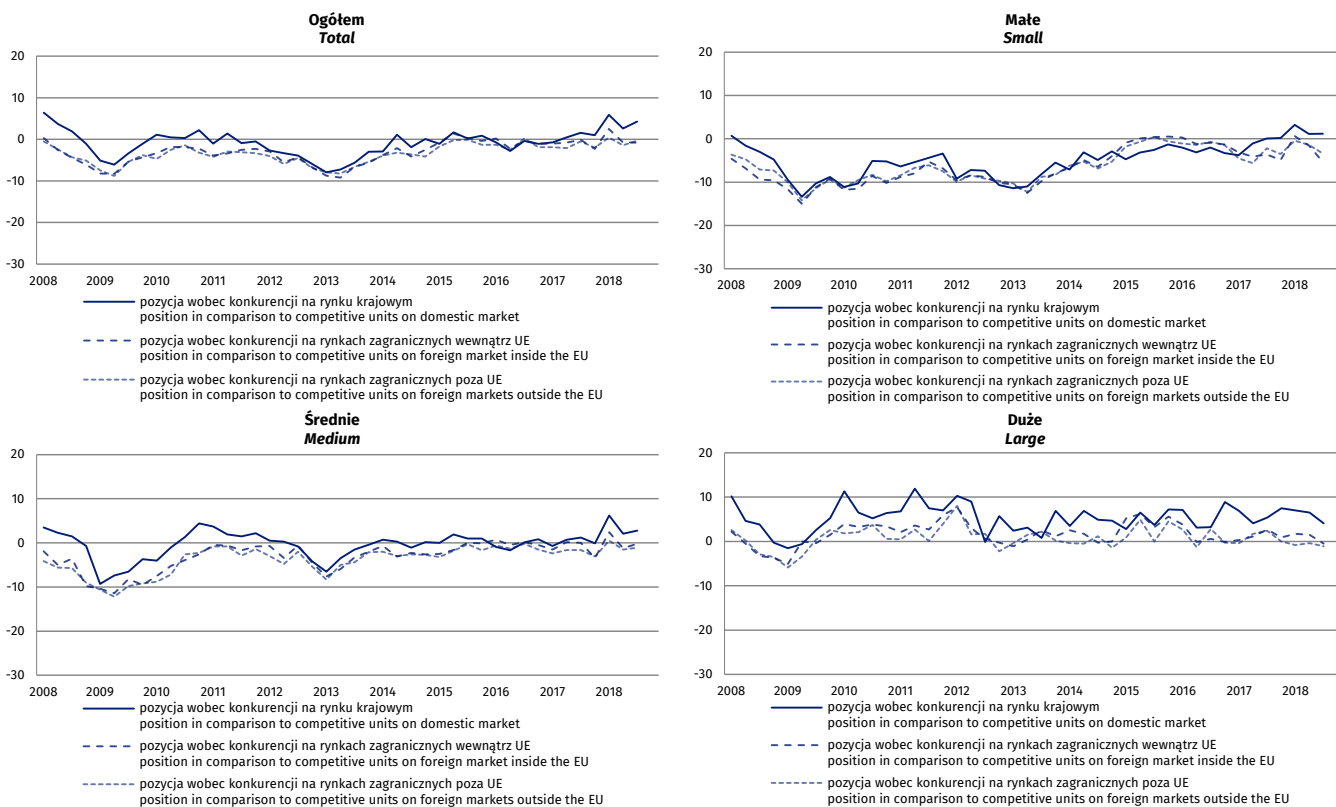 Ogółem
Total
20
10
0
-10
-20
-30
2008 2009 2010 2011 2012 2013 2014 2015 2016 2017 2018
pozycja wobec konkurencji na rynku krajowym
position in comparison to competitive units on domestic market
pozycja wobec konkurencji na rynkach zagranicznych wewnątrz UE
position in comparison to competitive units on foreign market inside the EU
pozycja wobec konkurencji na rynkach zagranicznych poza UE
position in comparison to competitive units on foreign markets outside the EU
Małe
Small
20
10
0
-10
-20
-30
2008 2009 2010 2011 2012 2013 2014 2015 2016 2017 2018
pozycja wobec konkurencji na rynku krajowym
position in comparison to competitive units on domestic market
pozycja wobec konkurencji na rynkach zagranicznych wewnątrz UE
position in comparison to competitive units on foreign market inside the EU
pozycja wobec konkurencji na rynkach zagranicznych poza UE
position in comparison to competitive units on foreign markets outside the EU
Średnie
Medium
20
10
0
-10
-20
-30
2008 2009 2010 2011 2012 2013 2014 2015 2016 2017 2018
pozycja wobec konkurencji na rynku krajowym
position in comparison to competitive units on domestic market
pozycja wobec konkurencji na rynkach zagranicznych wewnątrz UE
position in comparison to competitive units on foreign market inside the EU
pozycja wobec konkurencji na rynkach zagranicznych poza UE
position in comparison to competitive units on foreign markets outside the EU
Duże
Large
20
10
0
-10
-20
-30
2008 2009 2010 2011 2012 2013 2014 2015 2016 2017 2018
pozycja wobec konkurencji na rynku krajowym
position in comparison to competitive units on domestic market
pozycja wobec konkurencji na rynkach zagranicznych wewnątrz UE
position in comparison to competitive units on foreign market inside the EU
pozycja wobec konkurencji na rynkach zagranicznych poza UE
position in comparison to competitive units on foreign markets outside the EU